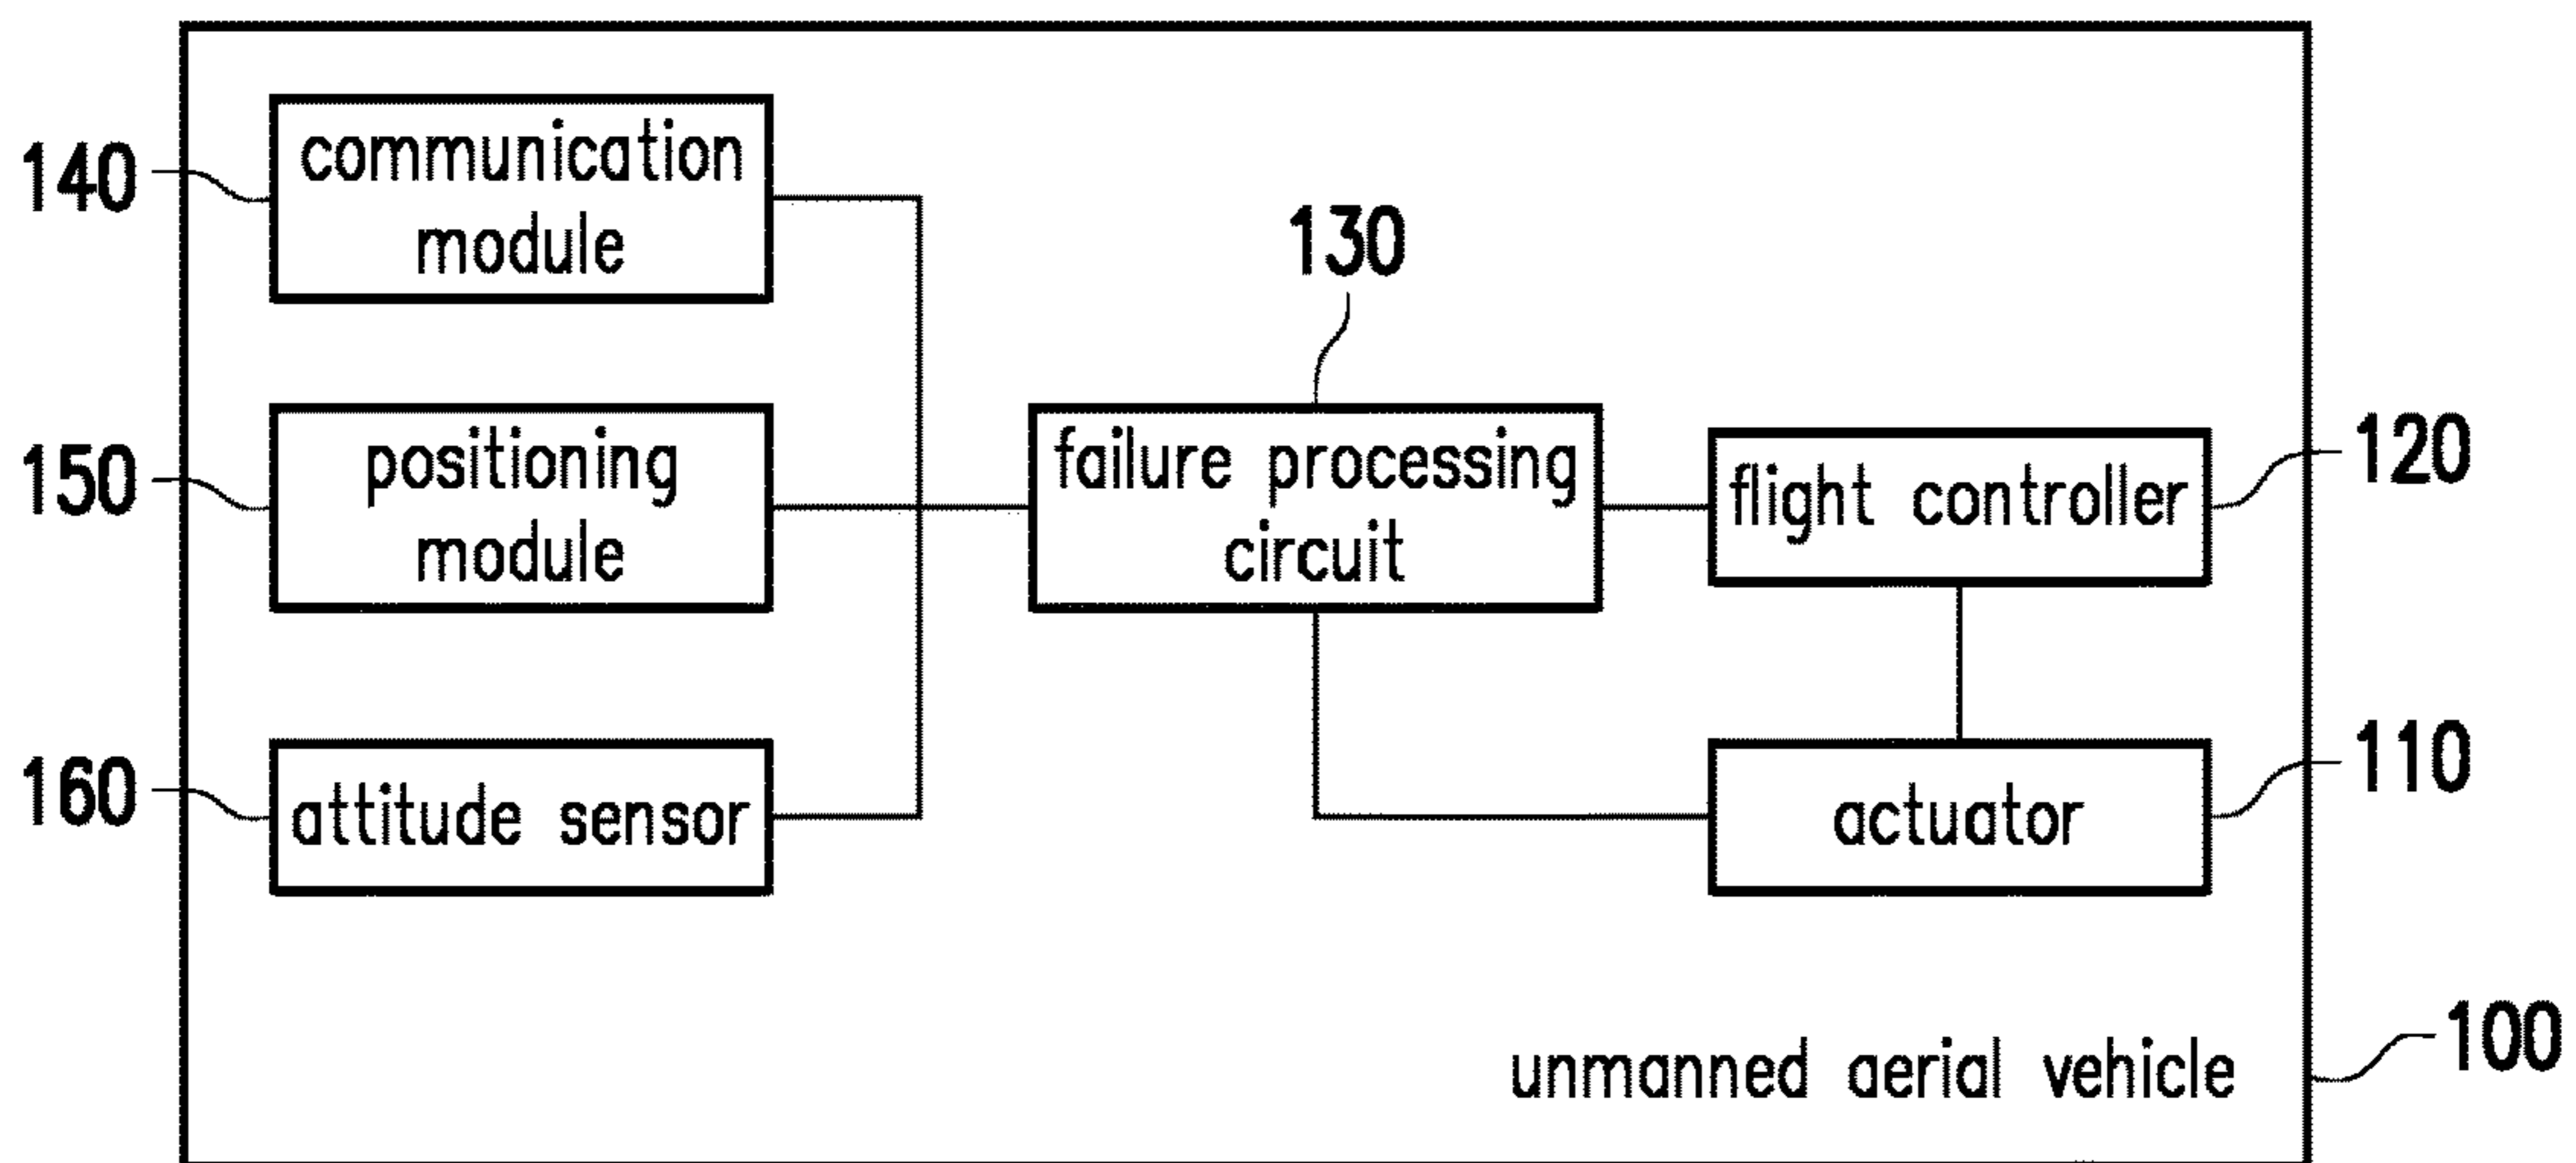 140
communication
module
130
150
positioning
module
failure processing
circuit
flight controller
120
160
attitude sensor
actuator
110
unmanned aerial vehicle
100